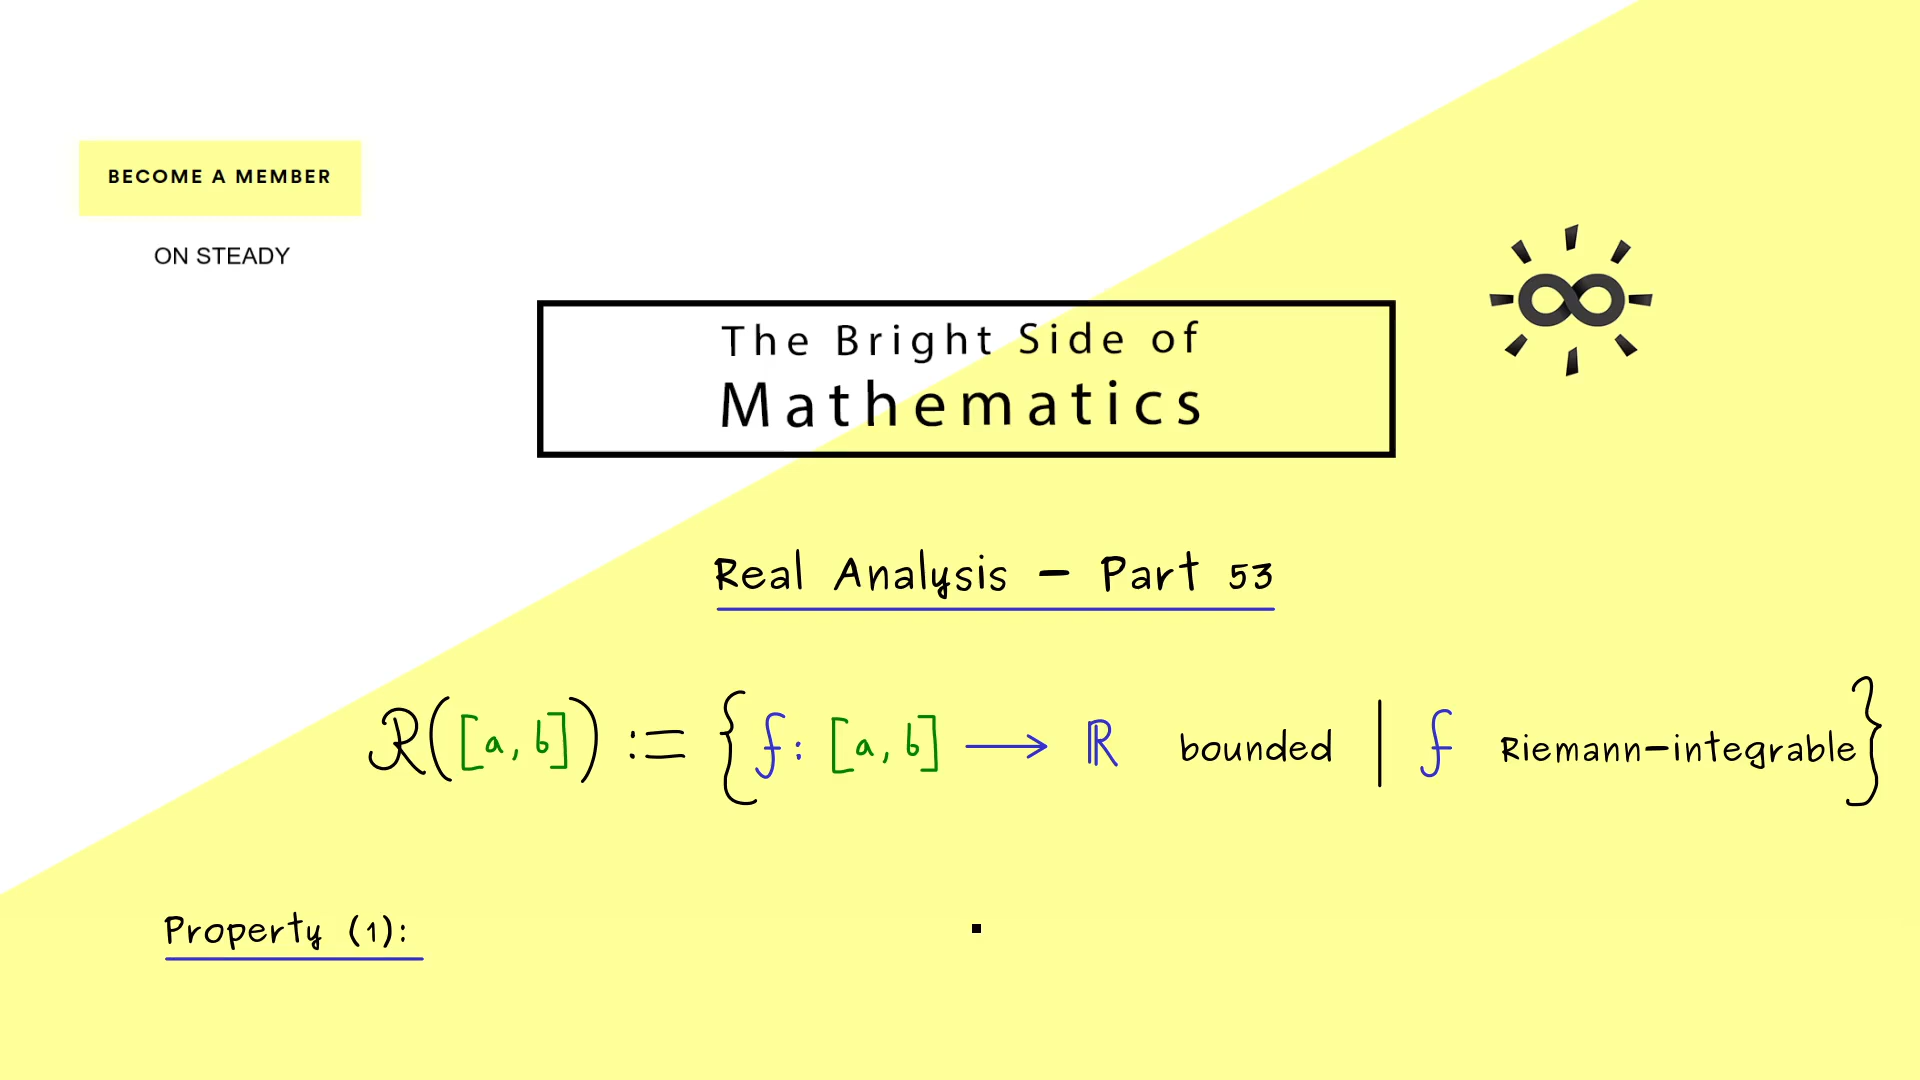 BECOME A MEMBER
ON STEADY
The Bright Side of
Mathematics
Real Analysis – Part 53
ℛ([a, b]) := {f: [a, b] ⟶ ℝ bounded | f Riemann-integrable}
Property (1):